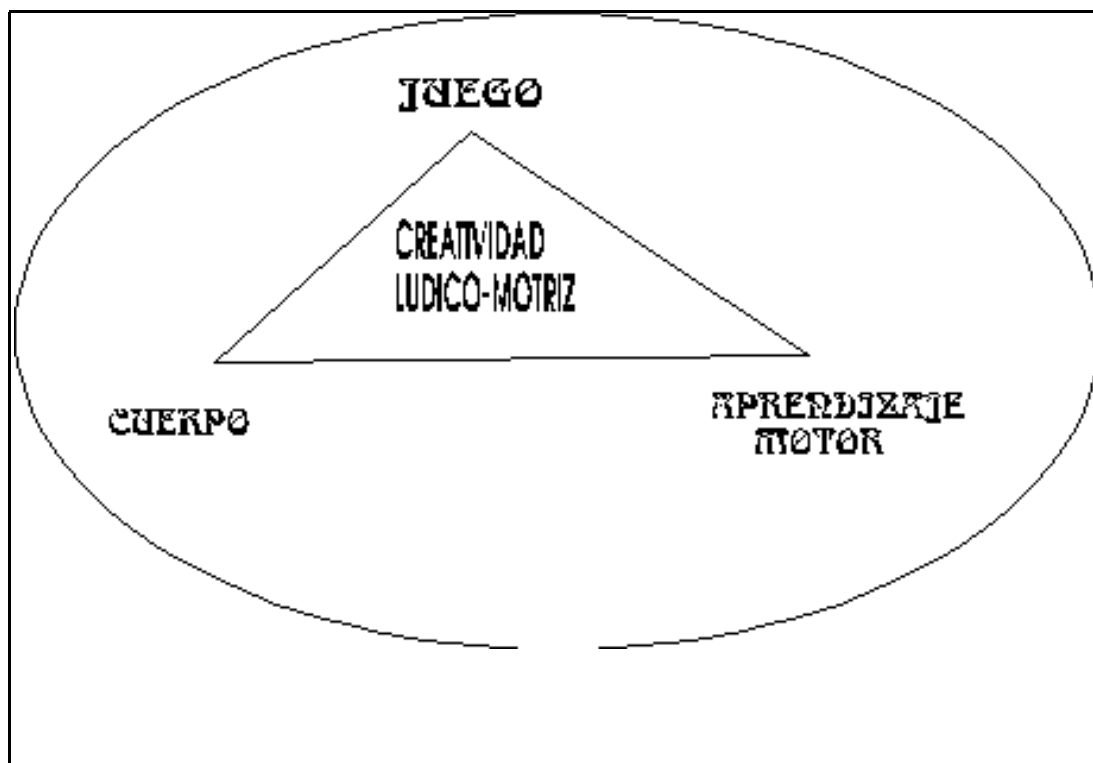 JUEGO
CREATIVIDAD
LUDICO-MOTRIZ
CUERPO
APRENDIZAJE
MOTOR